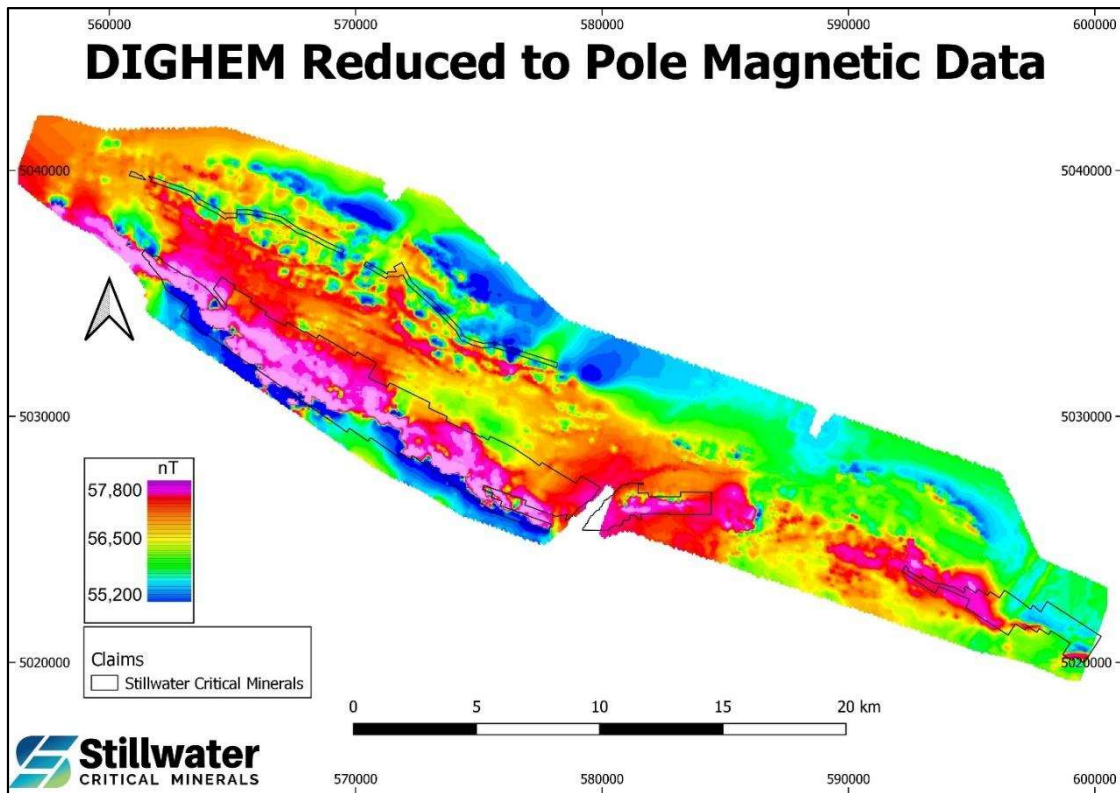 560000 570000 580000 590000 600000
DIGHEM Reduced to Pole Magnetic Data
5040000 5040000
5030000 5030000
nT
57,800
56,500
55,200
5020000 5020000
Claims
Stillwater Critical Minerals
0 5 10 15 20 km
Stillwater
CRITICAL MINERALS
570000 580000 590000 600000